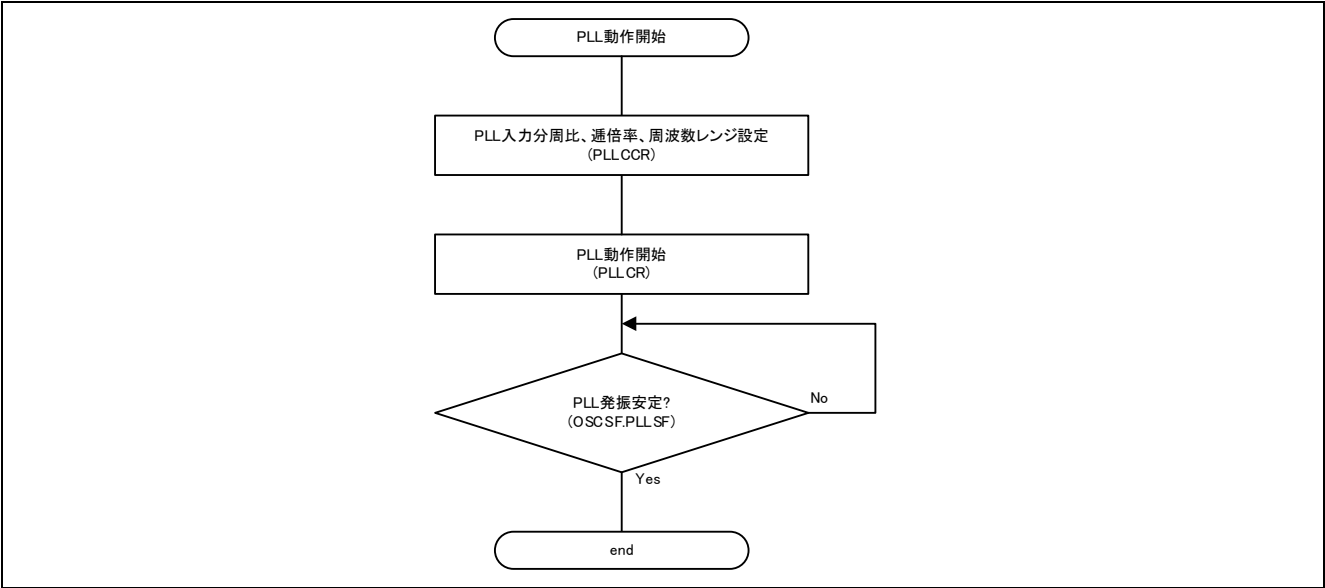 PLL動作開始
PLL入力分周比、逓倍率、周波数レンジ設定
(PLLCCR)
PLL動作開始
(PLLCR)
PLL発振安定?
(OSCSF.PLLSF)
No
Yes
end